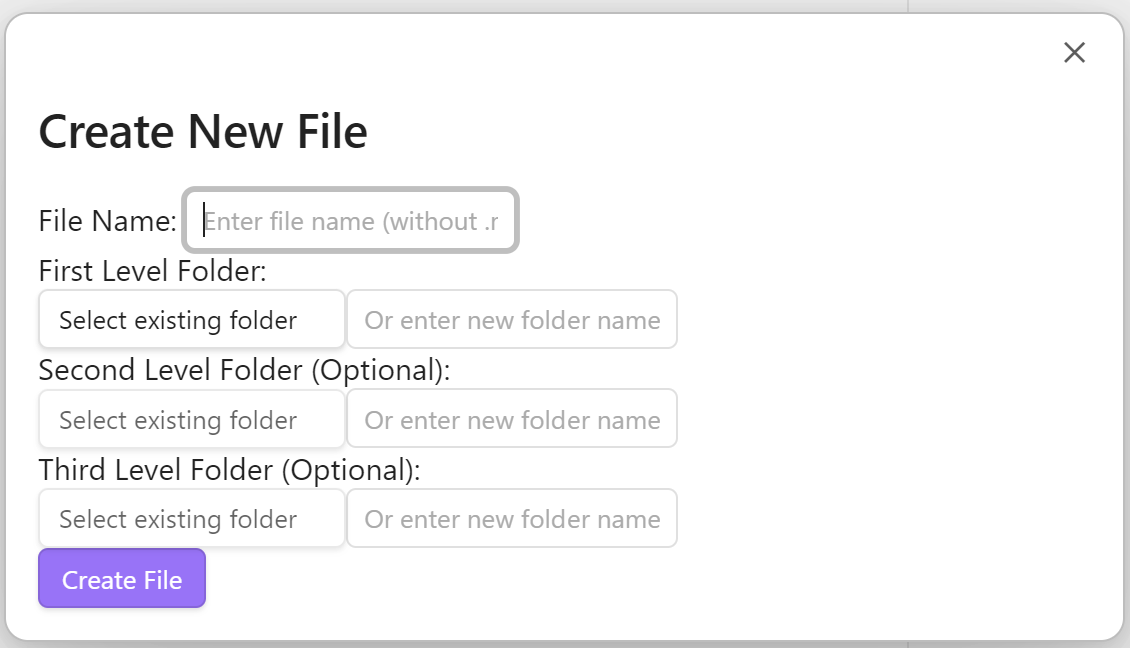 Create New File
File Name: Enter file name (without .r
First Level Folder:
Select existing folder Or enter new folder name
Second Level Folder (Optional):
Select existing folder Or enter new folder name
Third Level Folder (Optional):
Select existing folder Or enter new folder name
Create File